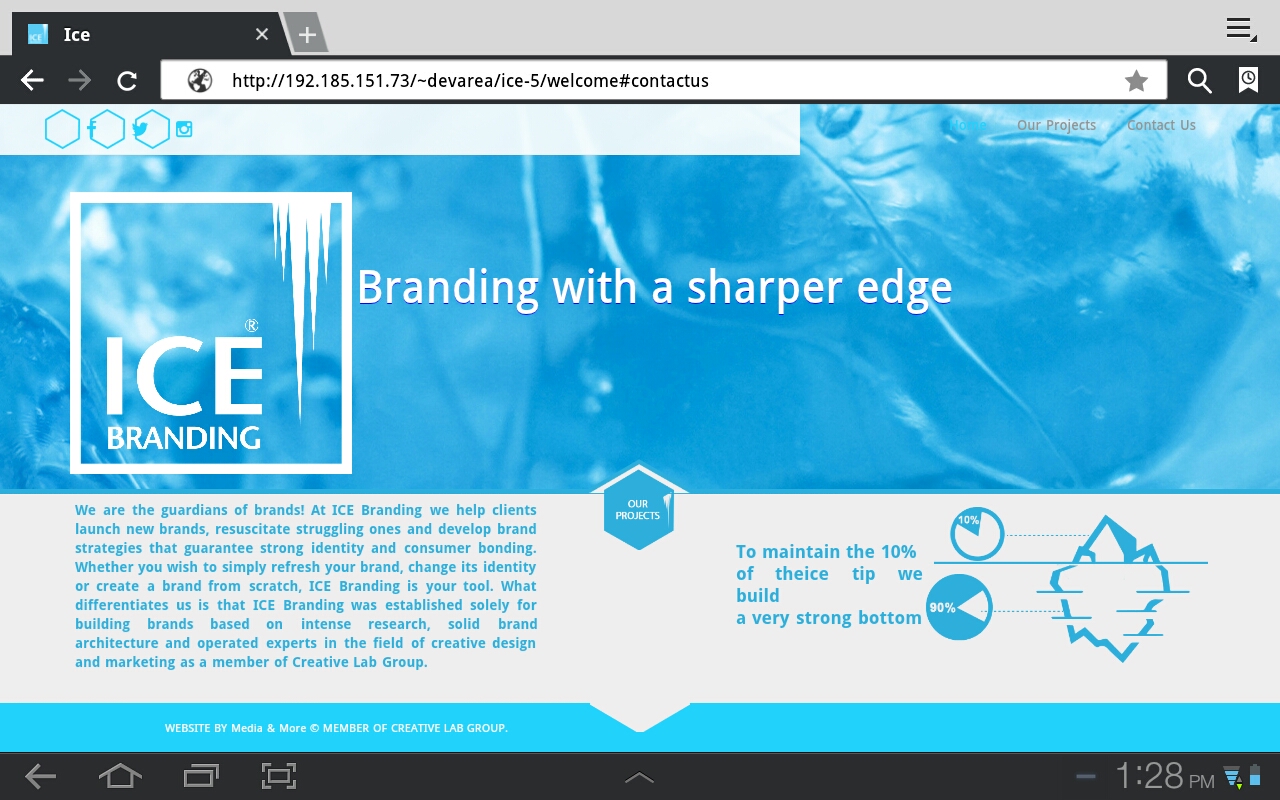 Ice
http://192.185.151.73/~devarea/ice-5/welcome#contactus
Home Our Projects Contact Us
ICE®
BRANDING
Branding with a sharper edge
OUR
PROJECTS
We are the guardians of brands! At ICE Branding we help clients
launch new brands, resuscitate struggling ones and develop brand
strategies that guarantee strong identity and consumer bonding.
Whether you wish to simply refresh your brand, change its identity
or create a brand from scratch, ICE Branding is your tool. What
differentiates us is that ICE Branding was established solely for
building brands based on intense research, solid brand
architecture and operated experts in the field of creative design
and marketing as a member of Creative Lab Group.
To maintain the 10%
of theice tip we
build
a very strong bottom
10%
90%
WEBSITE BY Media & More © MEMBER OF CREATIVE LAB GROUP.
1:28 PM